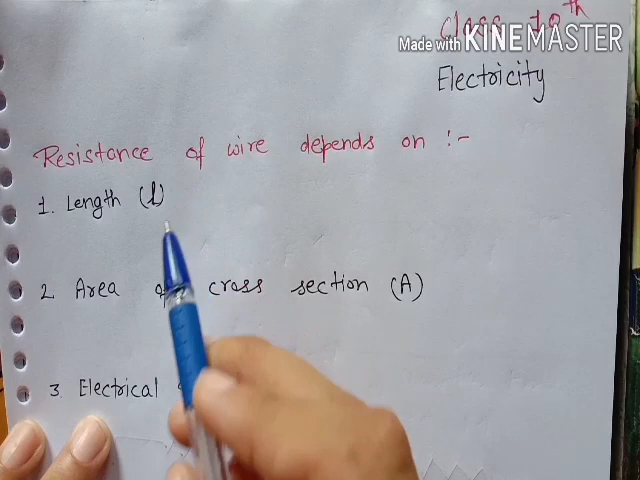 Class 10th
Made with KINEMASTER
Electricity
Resistance of wire depends on :-
1. Length (l)
2 Area of cross section (A)
3 Electrical